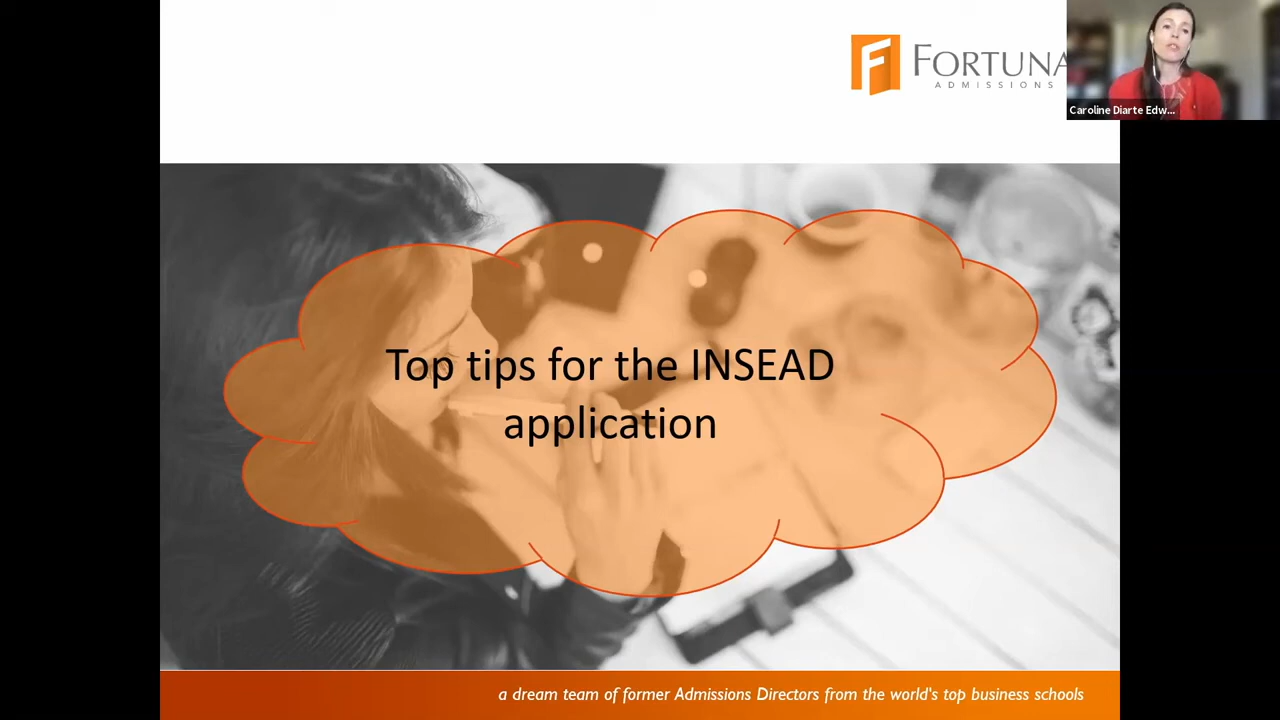 FORTUNA
ADMISSIONS
Caroline Diarte Edw...
Top tips for the INSEAD
application
a dream team of former Admissions Directors from the world's top business schools